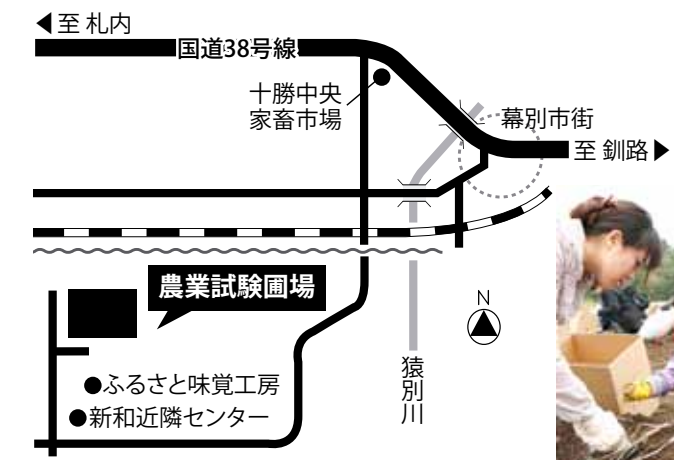 ◀至 札内
国道38号線
十勝中央
家畜市場
幕別市街
至 釧路▶
農業試験圃場
N
●ふるさと味覚工房
●新和近隣センター
猿別川